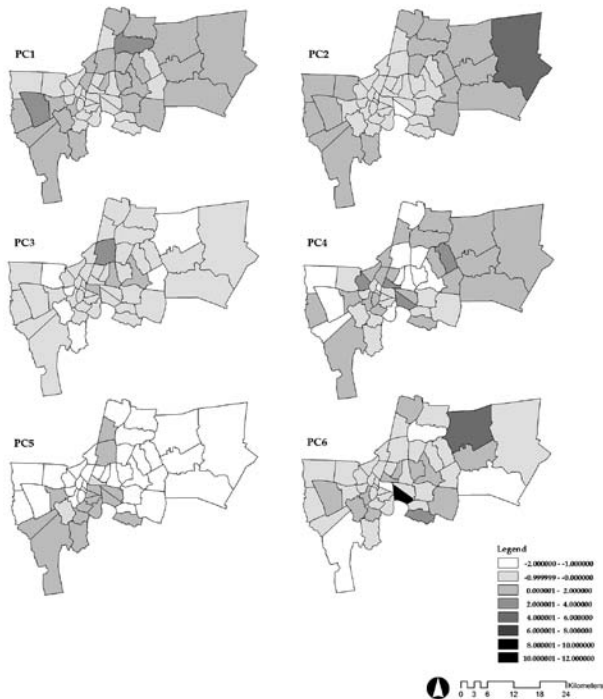 PC1
PC2
PC3
PC4
PC5
PC6
Legend
-2.000000 - -1.000000
-0.999999 - -0.000000
0.000001 - 2.000000
2.000001 - 4.000000
4.000001 - 6.000000
6.000001 - 8.000000
8.000001 - 10.000000
10.000001 - 12.000000
0 3 6 12 18 24 Kilometers